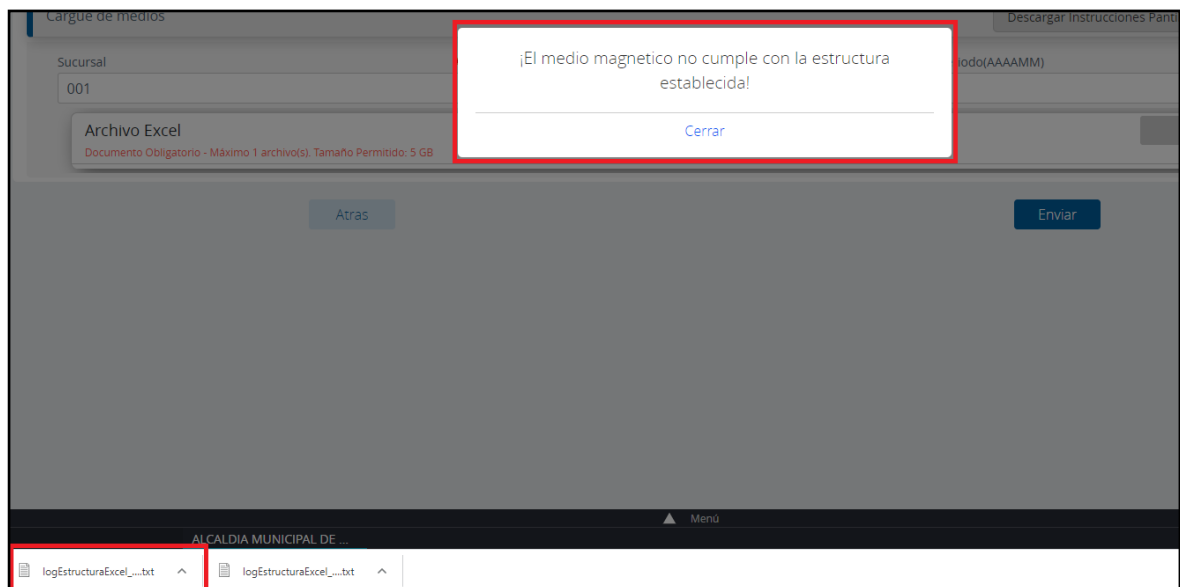 Cargue de medios
Descargar Instrucciones
¡El medio magnetico no cumple con la estructura
establecida!
Cerrar
Sucursal
iodo(AAAAMM)
001
Archivo Excel
Documento Obligatorio - Máximo 1 archivo(s). Tamaño Permitido: 5 GB
Atras
Enviar
Menú
ALCALDIA MUNICIPAL DE ...
logEstructuraExcel_....txt
logEstructuraExcel_....txt